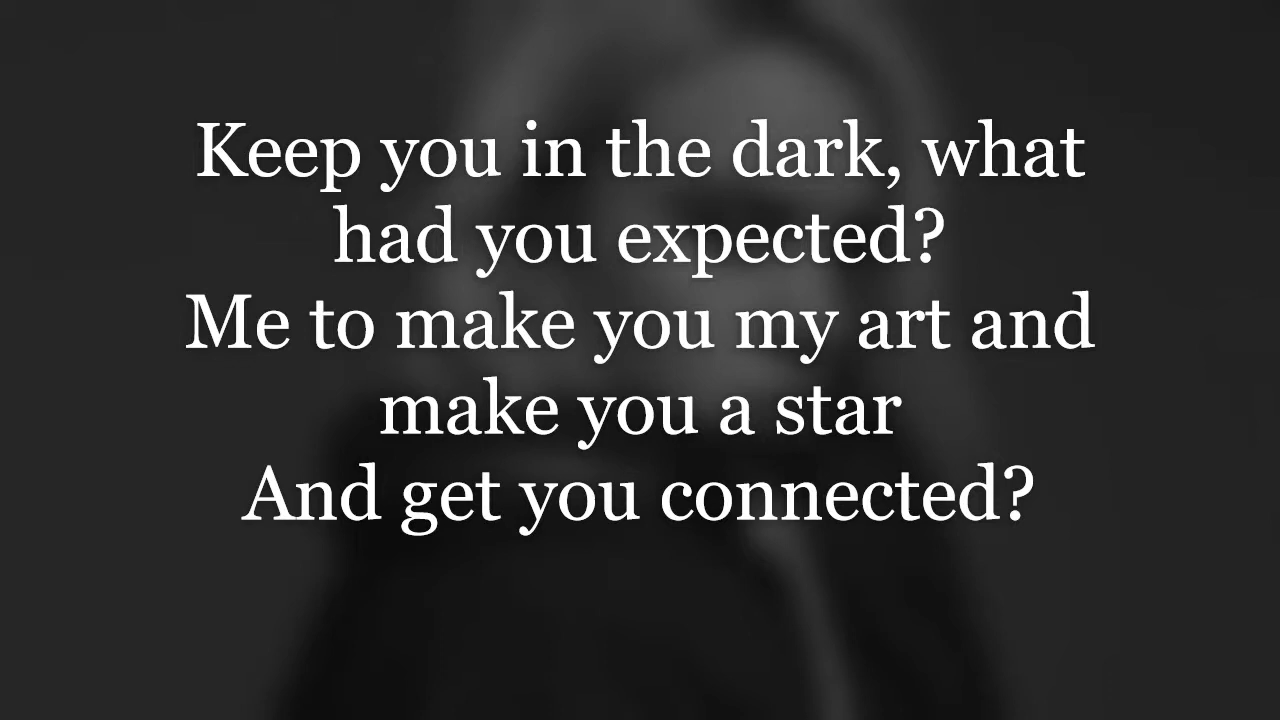 Keep you in the dark, what
had you expected?
Me to make you my art and
make you a star
And get you connected?